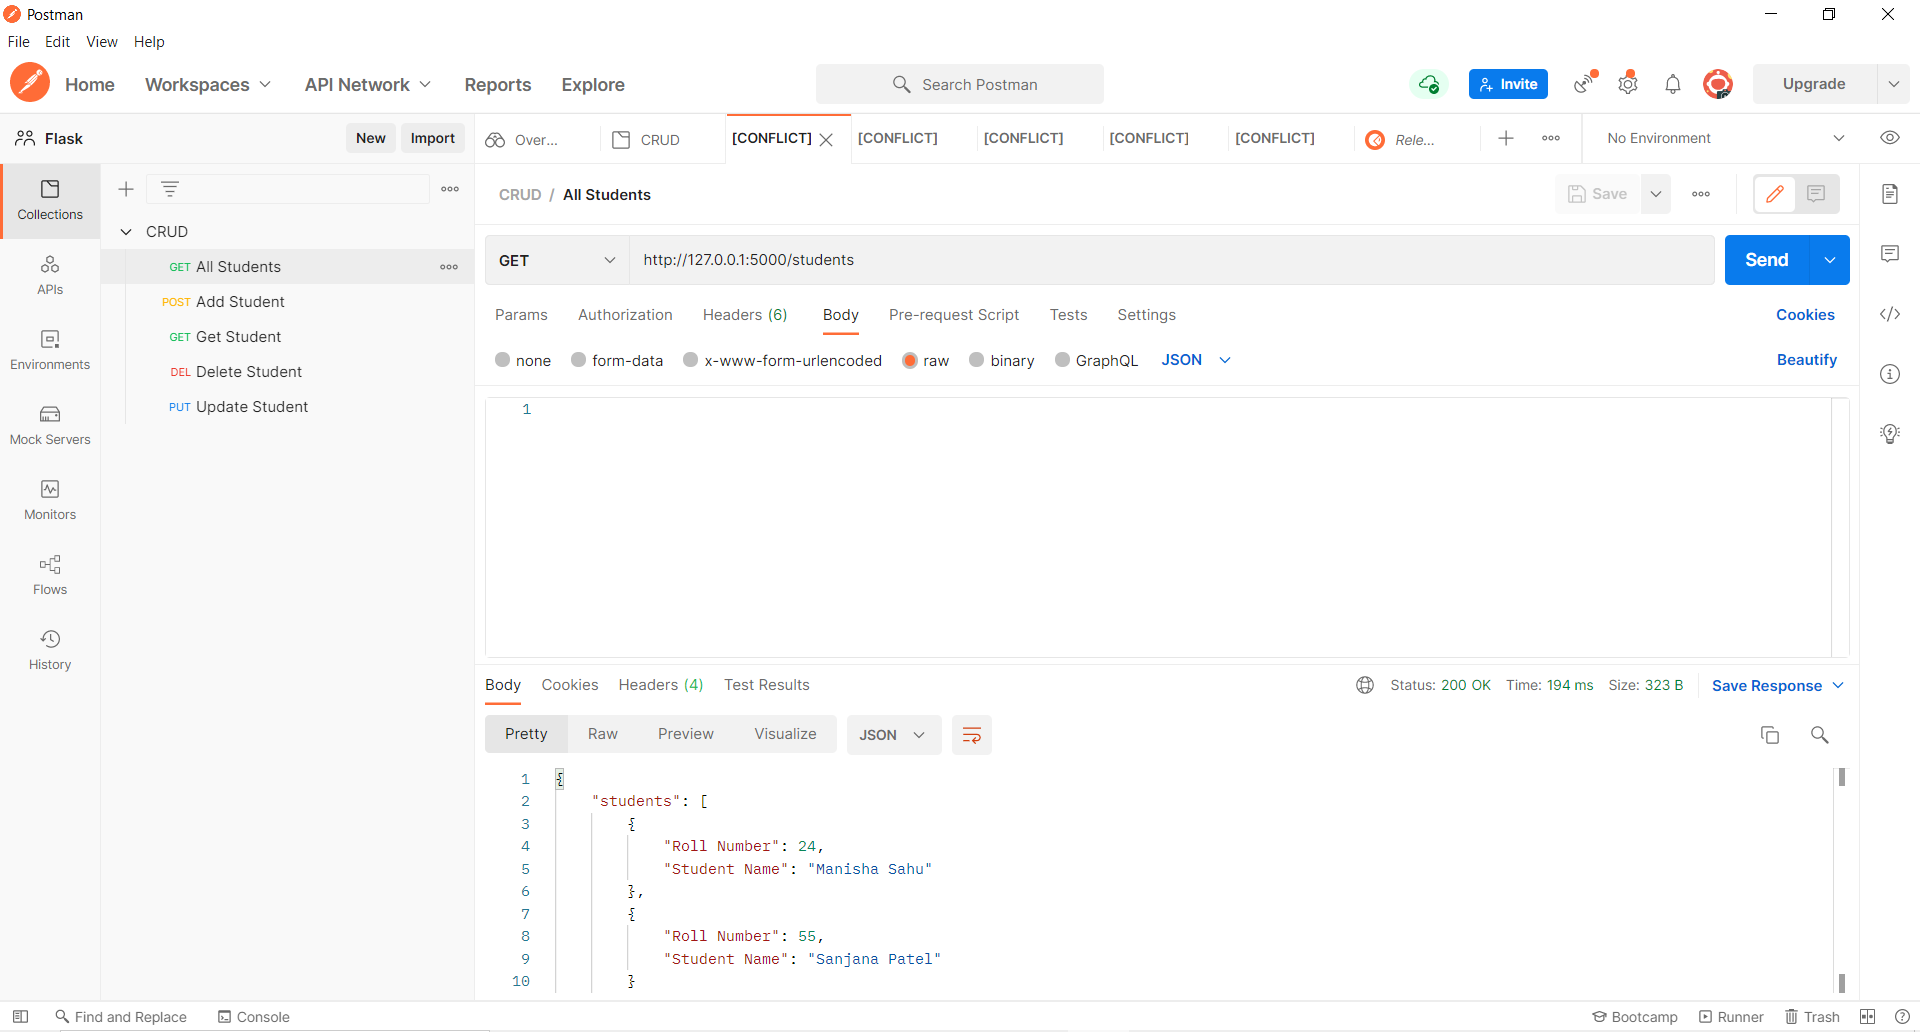 Postman
File Edit View Help
Home Workspaces API Network Reports Explore Search Postman Invite Upgrade
Flask New Import Over... CRUD [CONFLICT] [CONFLICT] [CONFLICT] [CONFLICT] [CONFLICT] Rele... No Environment
Collections
APIs
Environments
Mock Servers
Monitors
Flows
History
CRUD
GET All Students
POST Add Student
GET Get Student
DEL Delete Student
PUT Update Student
CRUD / All Students Save
GET http://127.0.0.1:5000/students Send
Params Authorization Headers (6) Body Pre-request Script Tests Settings Cookies
none form-data x-www-form-urlencoded raw binary GraphQL JSON Beautify
1
Body Cookies Headers (4) Test Results Status: 200 OK Time: 194 ms Size: 323 B Save Response
Pretty Raw Preview Visualize JSON
1 {
2 "students": [
3 {
4 "Roll Number": 24,
5 "Student Name": "Manisha Sahu"
6 },
7 {
8 "Roll Number": 55,
9 "Student Name": "Sanjana Patel"
10 }
Find and Replace Console Bootcamp Runner Trash